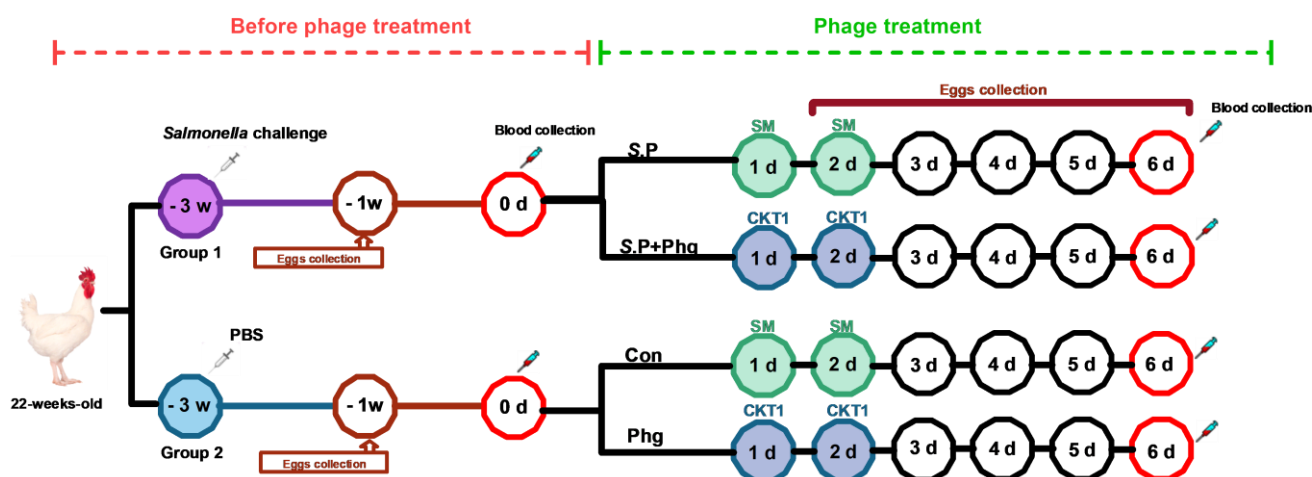 Before phage treatment
Phage treatment
Eggs collection
Salmonella challenge
Blood collection
Blood collection
SM
SM
S.P
- 3 w
- 1w
0 d
1 d
2 d
3 d
4 d
5 d
6 d
Group 1
Eggs collection
CKT1
CKT1
S.P+Phg
1 d
2 d
3 d
4 d
5 d
6 d
22-weeks-old
PBS
SM
SM
Con
1 d
2 d
3 d
4 d
5 d
6 d
- 3 w
- 1w
0 d
Group 2
Eggs collection
CKT1
CKT1
Phg
1 d
2 d
3 d
4 d
5 d
6 d